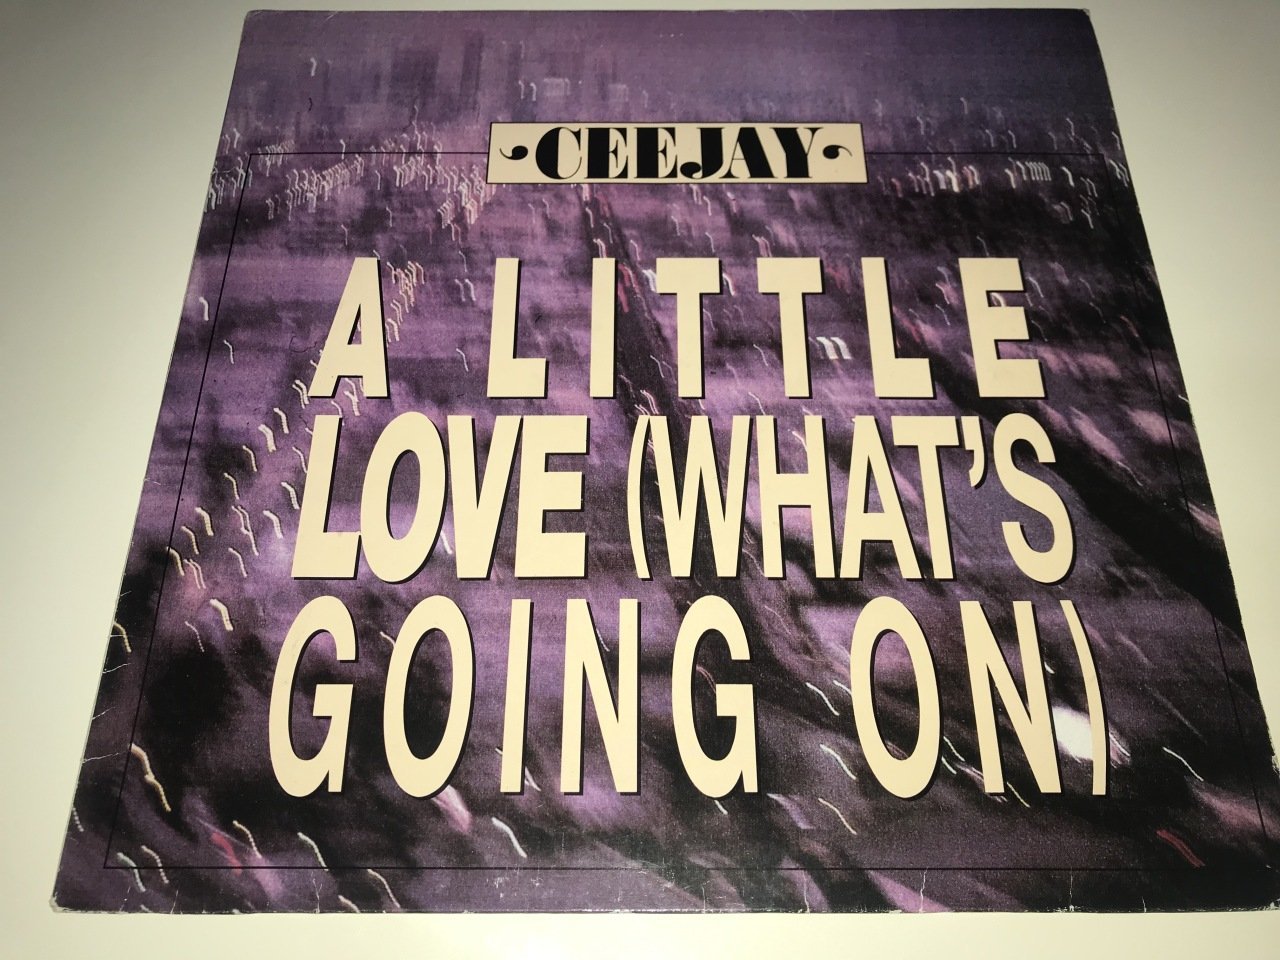 CEEJAY
A LITTLE
LOVE (WHAT'S
GOING ON)